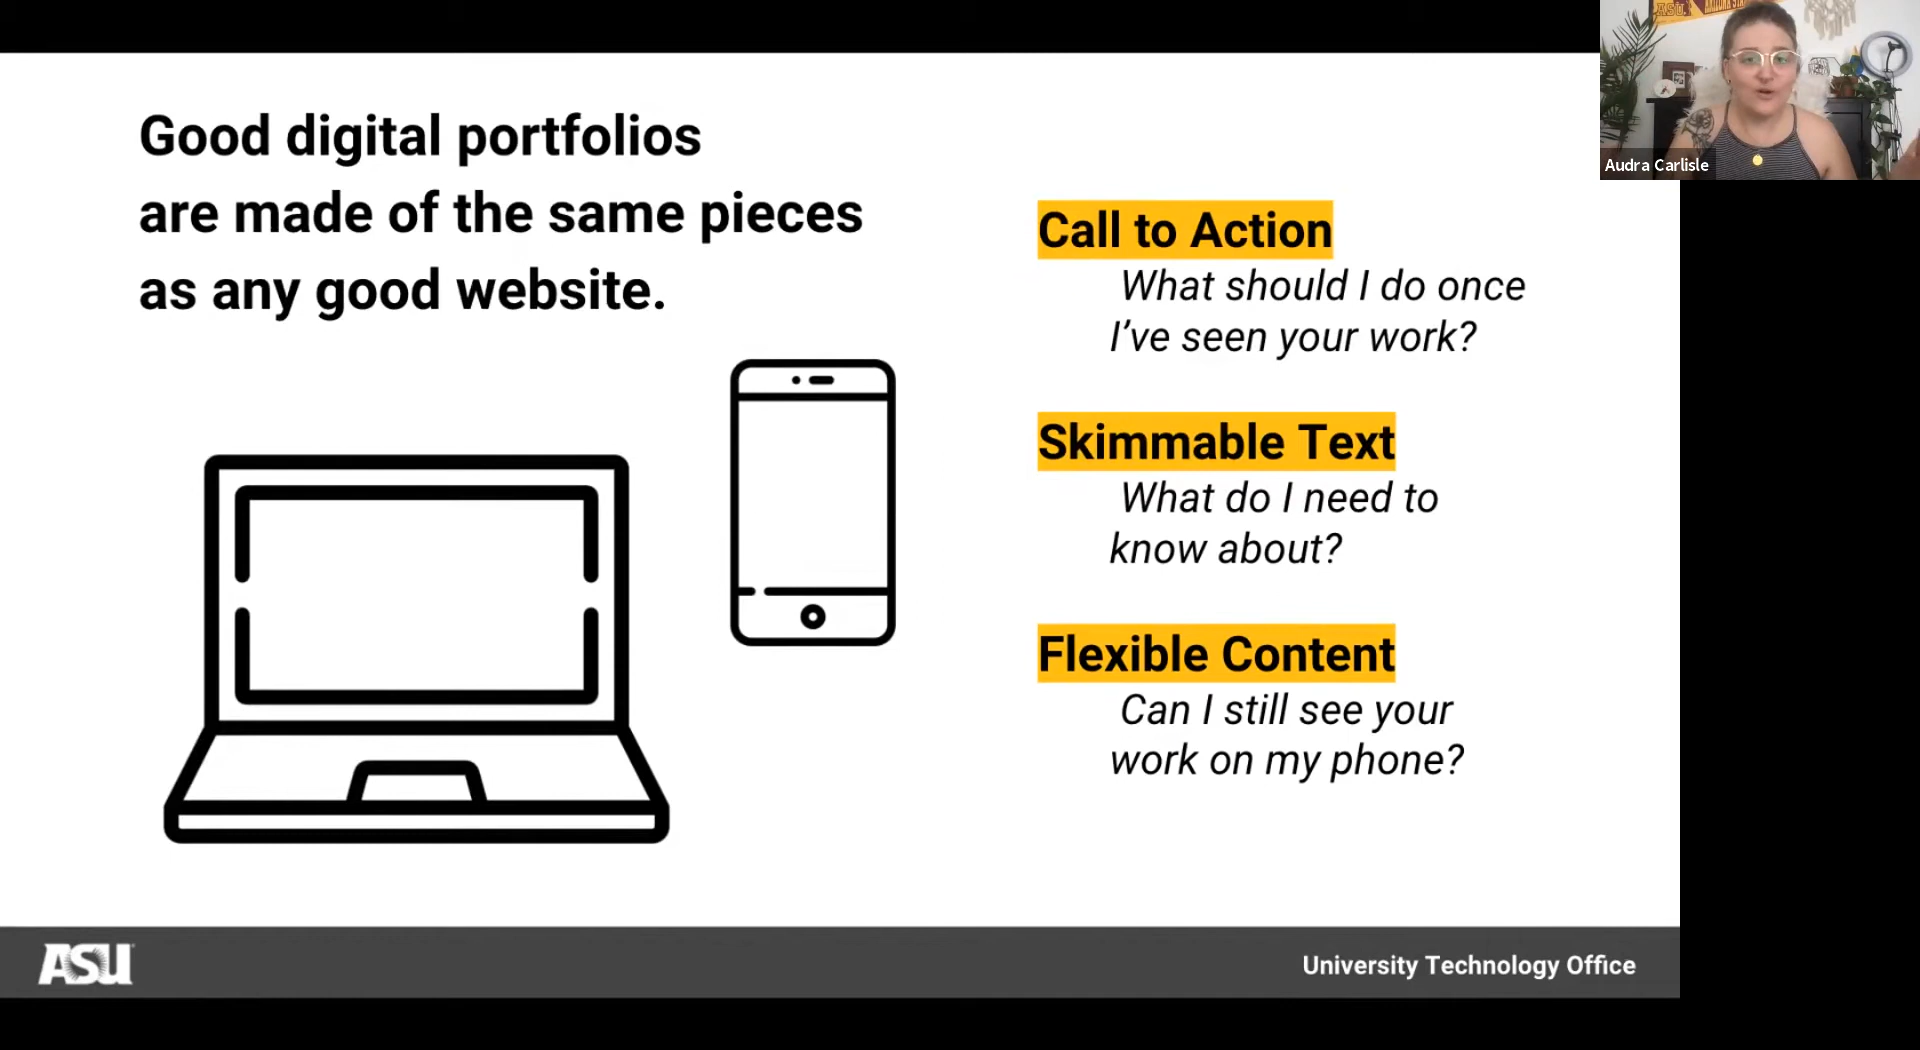 Good digital portfolios
are made of the same pieces
as any good website.
Call to Action
What should I do once
I’ve seen your work?
Skimmable Text
What do I need to
know about?
Flexible Content
Can I still see your
work on my phone?
ASU
University Technology Office
ASU
Audra Carlisle